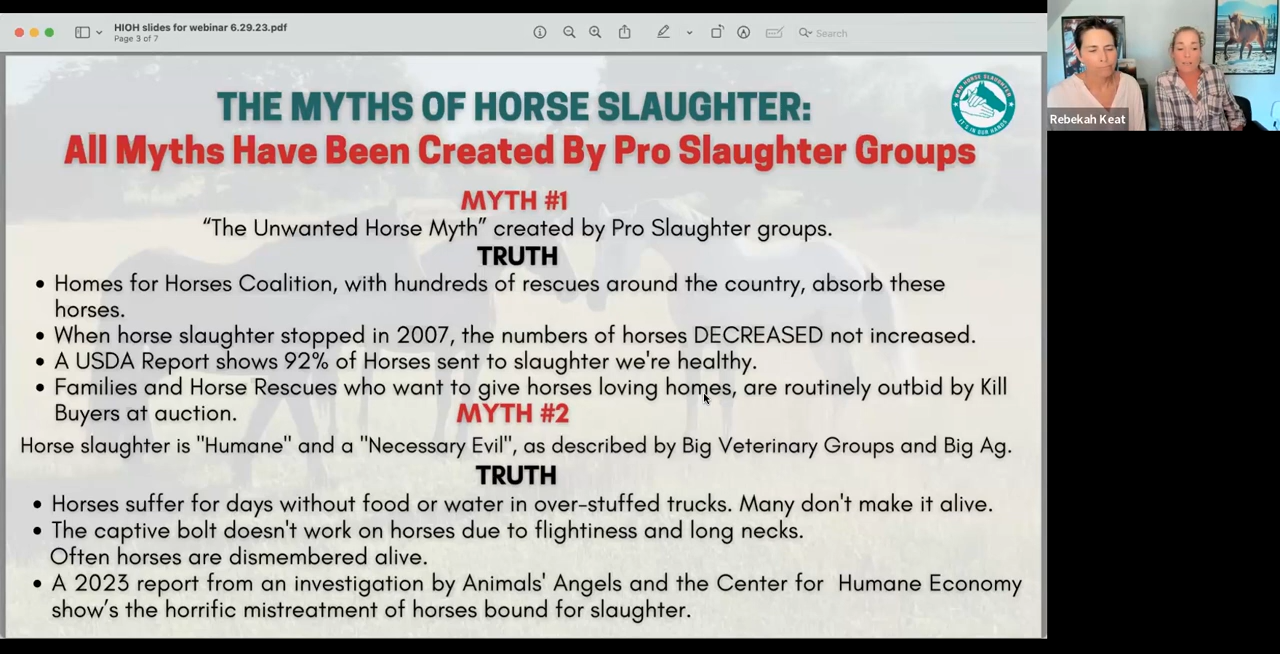 HIOH slides for webinar 6.29.23.pdf
Page 3 of 7
Search
THE MYTHS OF HORSE SLAUGHTER:
All Myths Have Been Created By Pro Slaughter Groups
BAN HORSE SLAUGHTER
IT'S IN OUR HANDS
Rebekah Keat
MYTH #1
“The Unwanted Horse Myth” created by Pro Slaughter groups.
TRUTH
• Homes for Horses Coalition, with hundreds of rescues around the country, absorb these
horses.
• When horse slaughter stopped in 2007, the numbers of horses DECREASED not increased.
• A USDA Report shows 92% of Horses sent to slaughter we're healthy.
• Families and Horse Rescues who want to give horses loving homes, are routinely outbid by Kill
Buyers at auction.
MYTH #2
Horse slaughter is "Humane" and a "Necessary Evil", as described by Big Veterinary Groups and Big Ag.
TRUTH
• Horses suffer for days without food or water in over-stuffed trucks. Many don't make it alive.
• The captive bolt doesn't work on horses due to flightiness and long necks.
Often horses are dismembered alive.
• A 2023 report from an investigation by Animals' Angels and the Center for Humane Economy
show’s the horrific mistreatment of horses bound for slaughter.